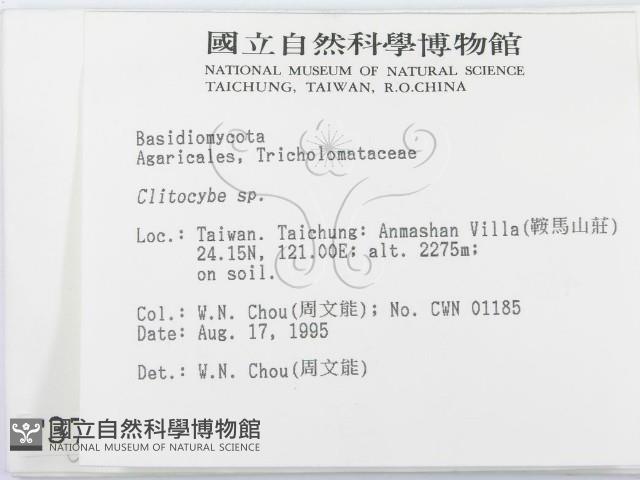 國立自然科學博物館
NATIONAL MUSEUM OF NATURAL SCIENCE
TAICHUNG, TAIWAN, R.O.CHINA
Basidiomycota
Agaricales, Tricholomataceae
Clitocybe sp.
Loc.: Taiwan. Taichung: Anmashan Villa(鞍馬山莊)
24.15N, 121.00E; alt. 2275m;
on soil.
Col.: W.N. Chou(周文能); No. CWN 01185
Date: Aug. 17, 1995
Det.: W.N. Chou(周文能)
國立自然科學博物館
NATIONAL MUSEUM OF NATURAL SCIENCE